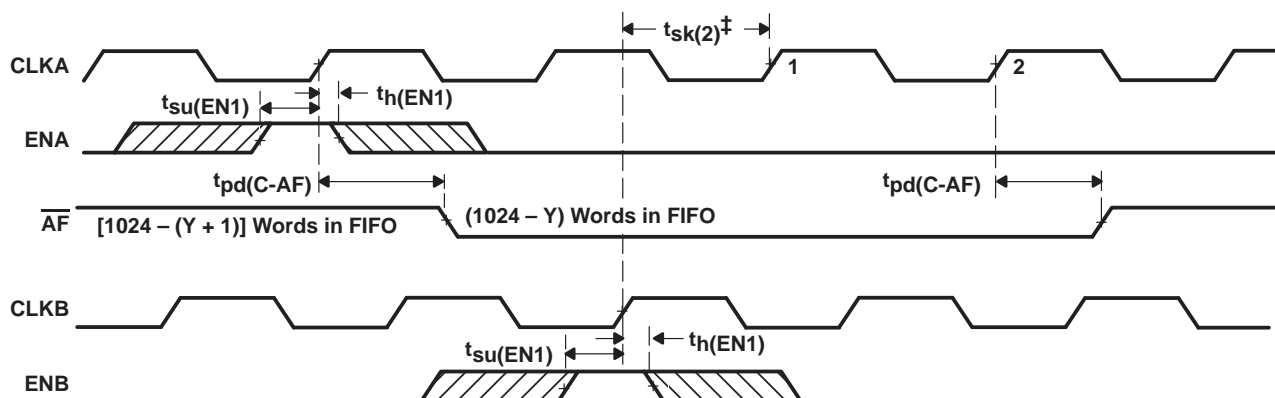 tsk(2)‡
CLKA
1
2
tsu(EN1)
th(EN1)
ENA
tpd(C-AF)
tpd(C-AF)
AF
[1024 – (Y + 1)] Words in FIFO
(1024 – Y) Words in FIFO
CLKB
tsu(EN1)
th(EN1)
ENB